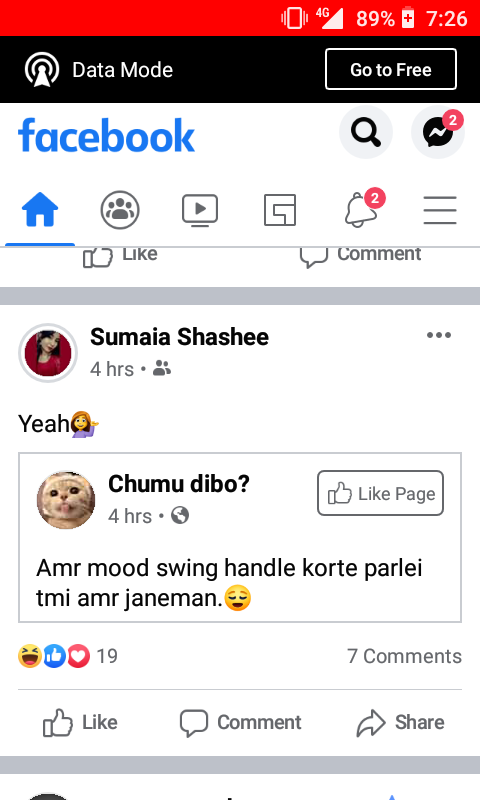 4G 89% 7:26
Data Mode
Go to Free
facebook
2
2
Like Comment
Sumaia Shashee
4 hrs
Yeah💁‍♀️
Chumu dibo?
4 hrs
Like Page
Amr mood swing handle korte parlei
tmi amr janeman.😌
19 7 Comments
Like Comment Share